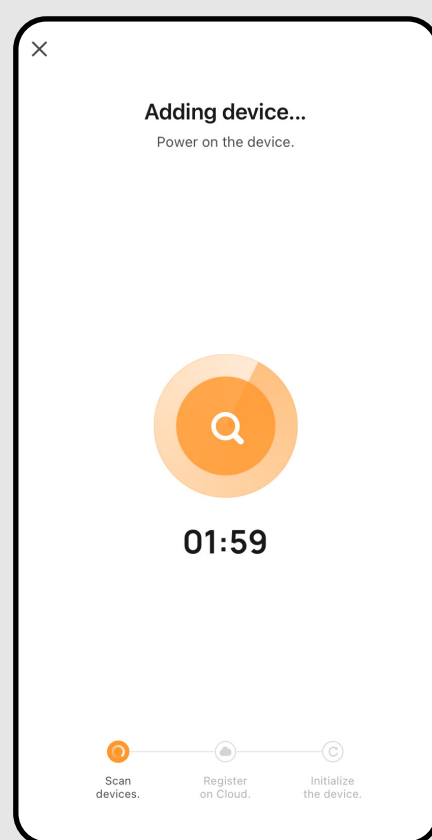 Adding device...
Power on the device.
01:59
Scan
devices.
Register
on Cloud.
Initialize
the device.